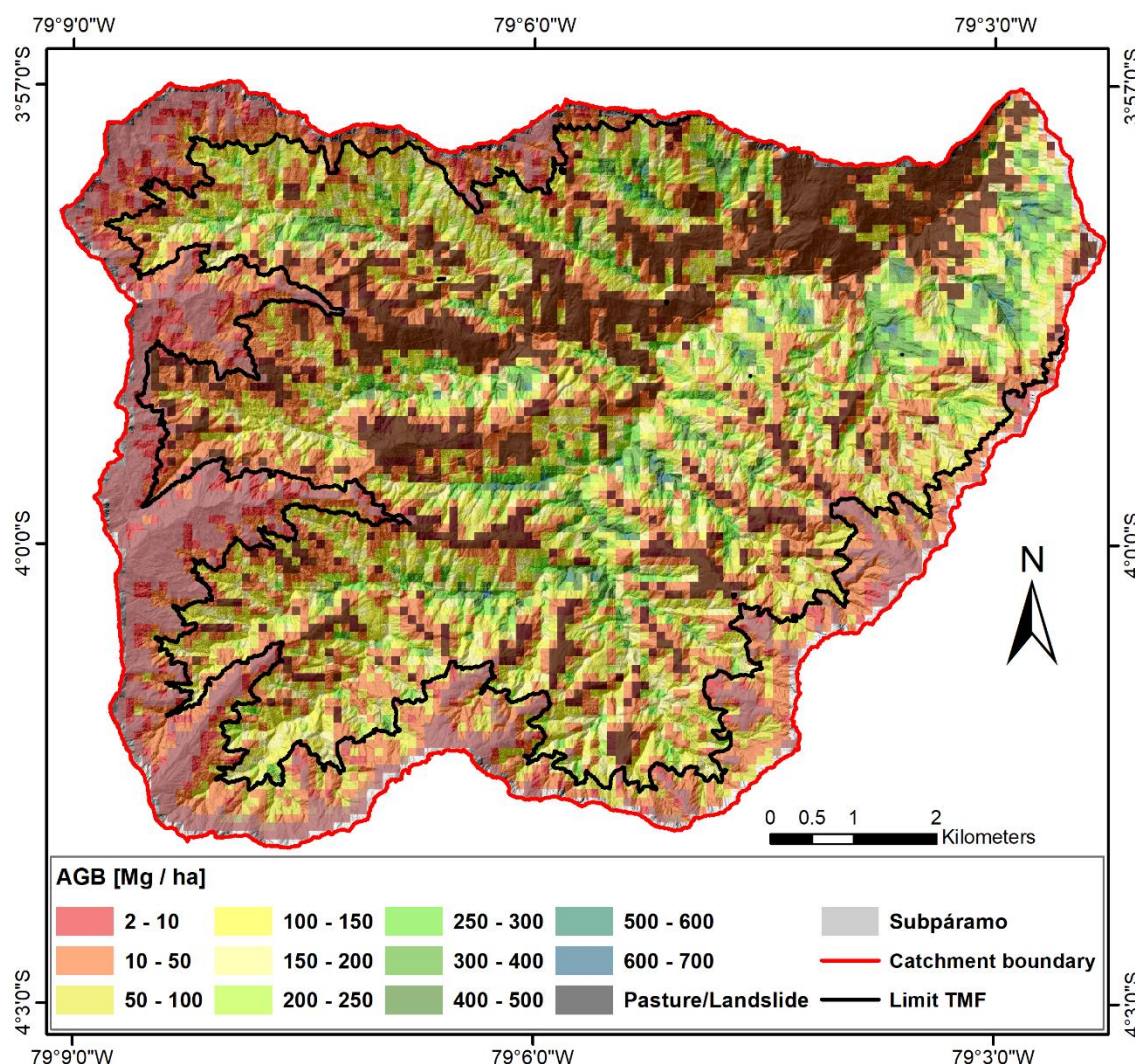 79°9'0"W 79°6'0"W 79°3'0"W
3°57'0"S 3°57'0"S
4°0'0"S 4°0'0"S
N
0 0.5 1 2
Kilometers
AGB [Mg / ha]
2 - 10 100 - 150 250 - 300 500 - 600 Subpáramo
10 - 50 150 - 200 300 - 400 600 - 700 Catchment boundary
50 - 100 200 - 250 400 - 500 Pasture/Landslide Limit TMF
4°3'0"S 4°3'0"S
79°9'0"W 79°6'0"W 79°3'0"W